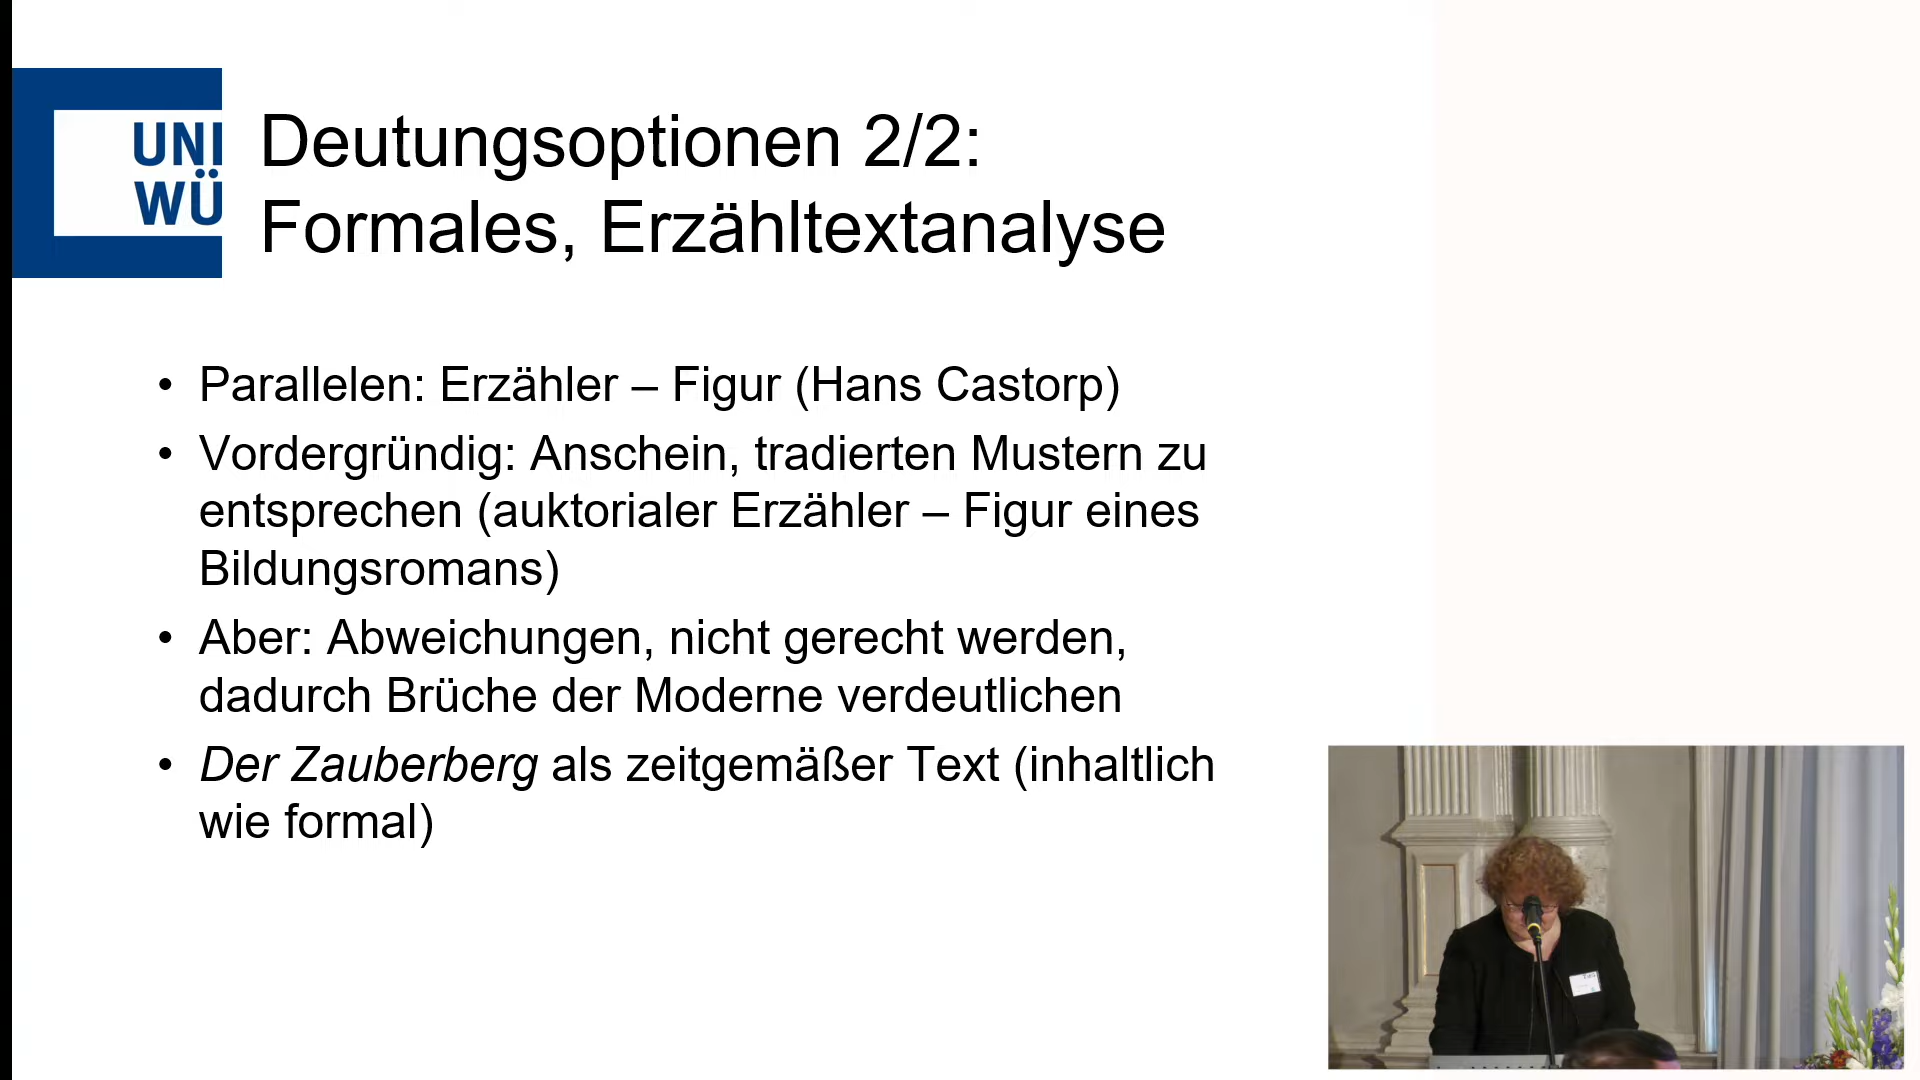 UNI
WÜ
Deutungsoptionen 2/2:
Formales, Erzähltextanalyse
• Parallelen: Erzähler – Figur (Hans Castorp)
• Vordergründig: Anschein, tradierten Mustern zu
entsprechen (auktorialer Erzähler – Figur eines
Bildungsromans)
• Aber: Abweichungen, nicht gerecht werden,
dadurch Brüche der Moderne verdeutlichen
• Der Zauberberg als zeitgemäßer Text (inhaltlich
wie formal)